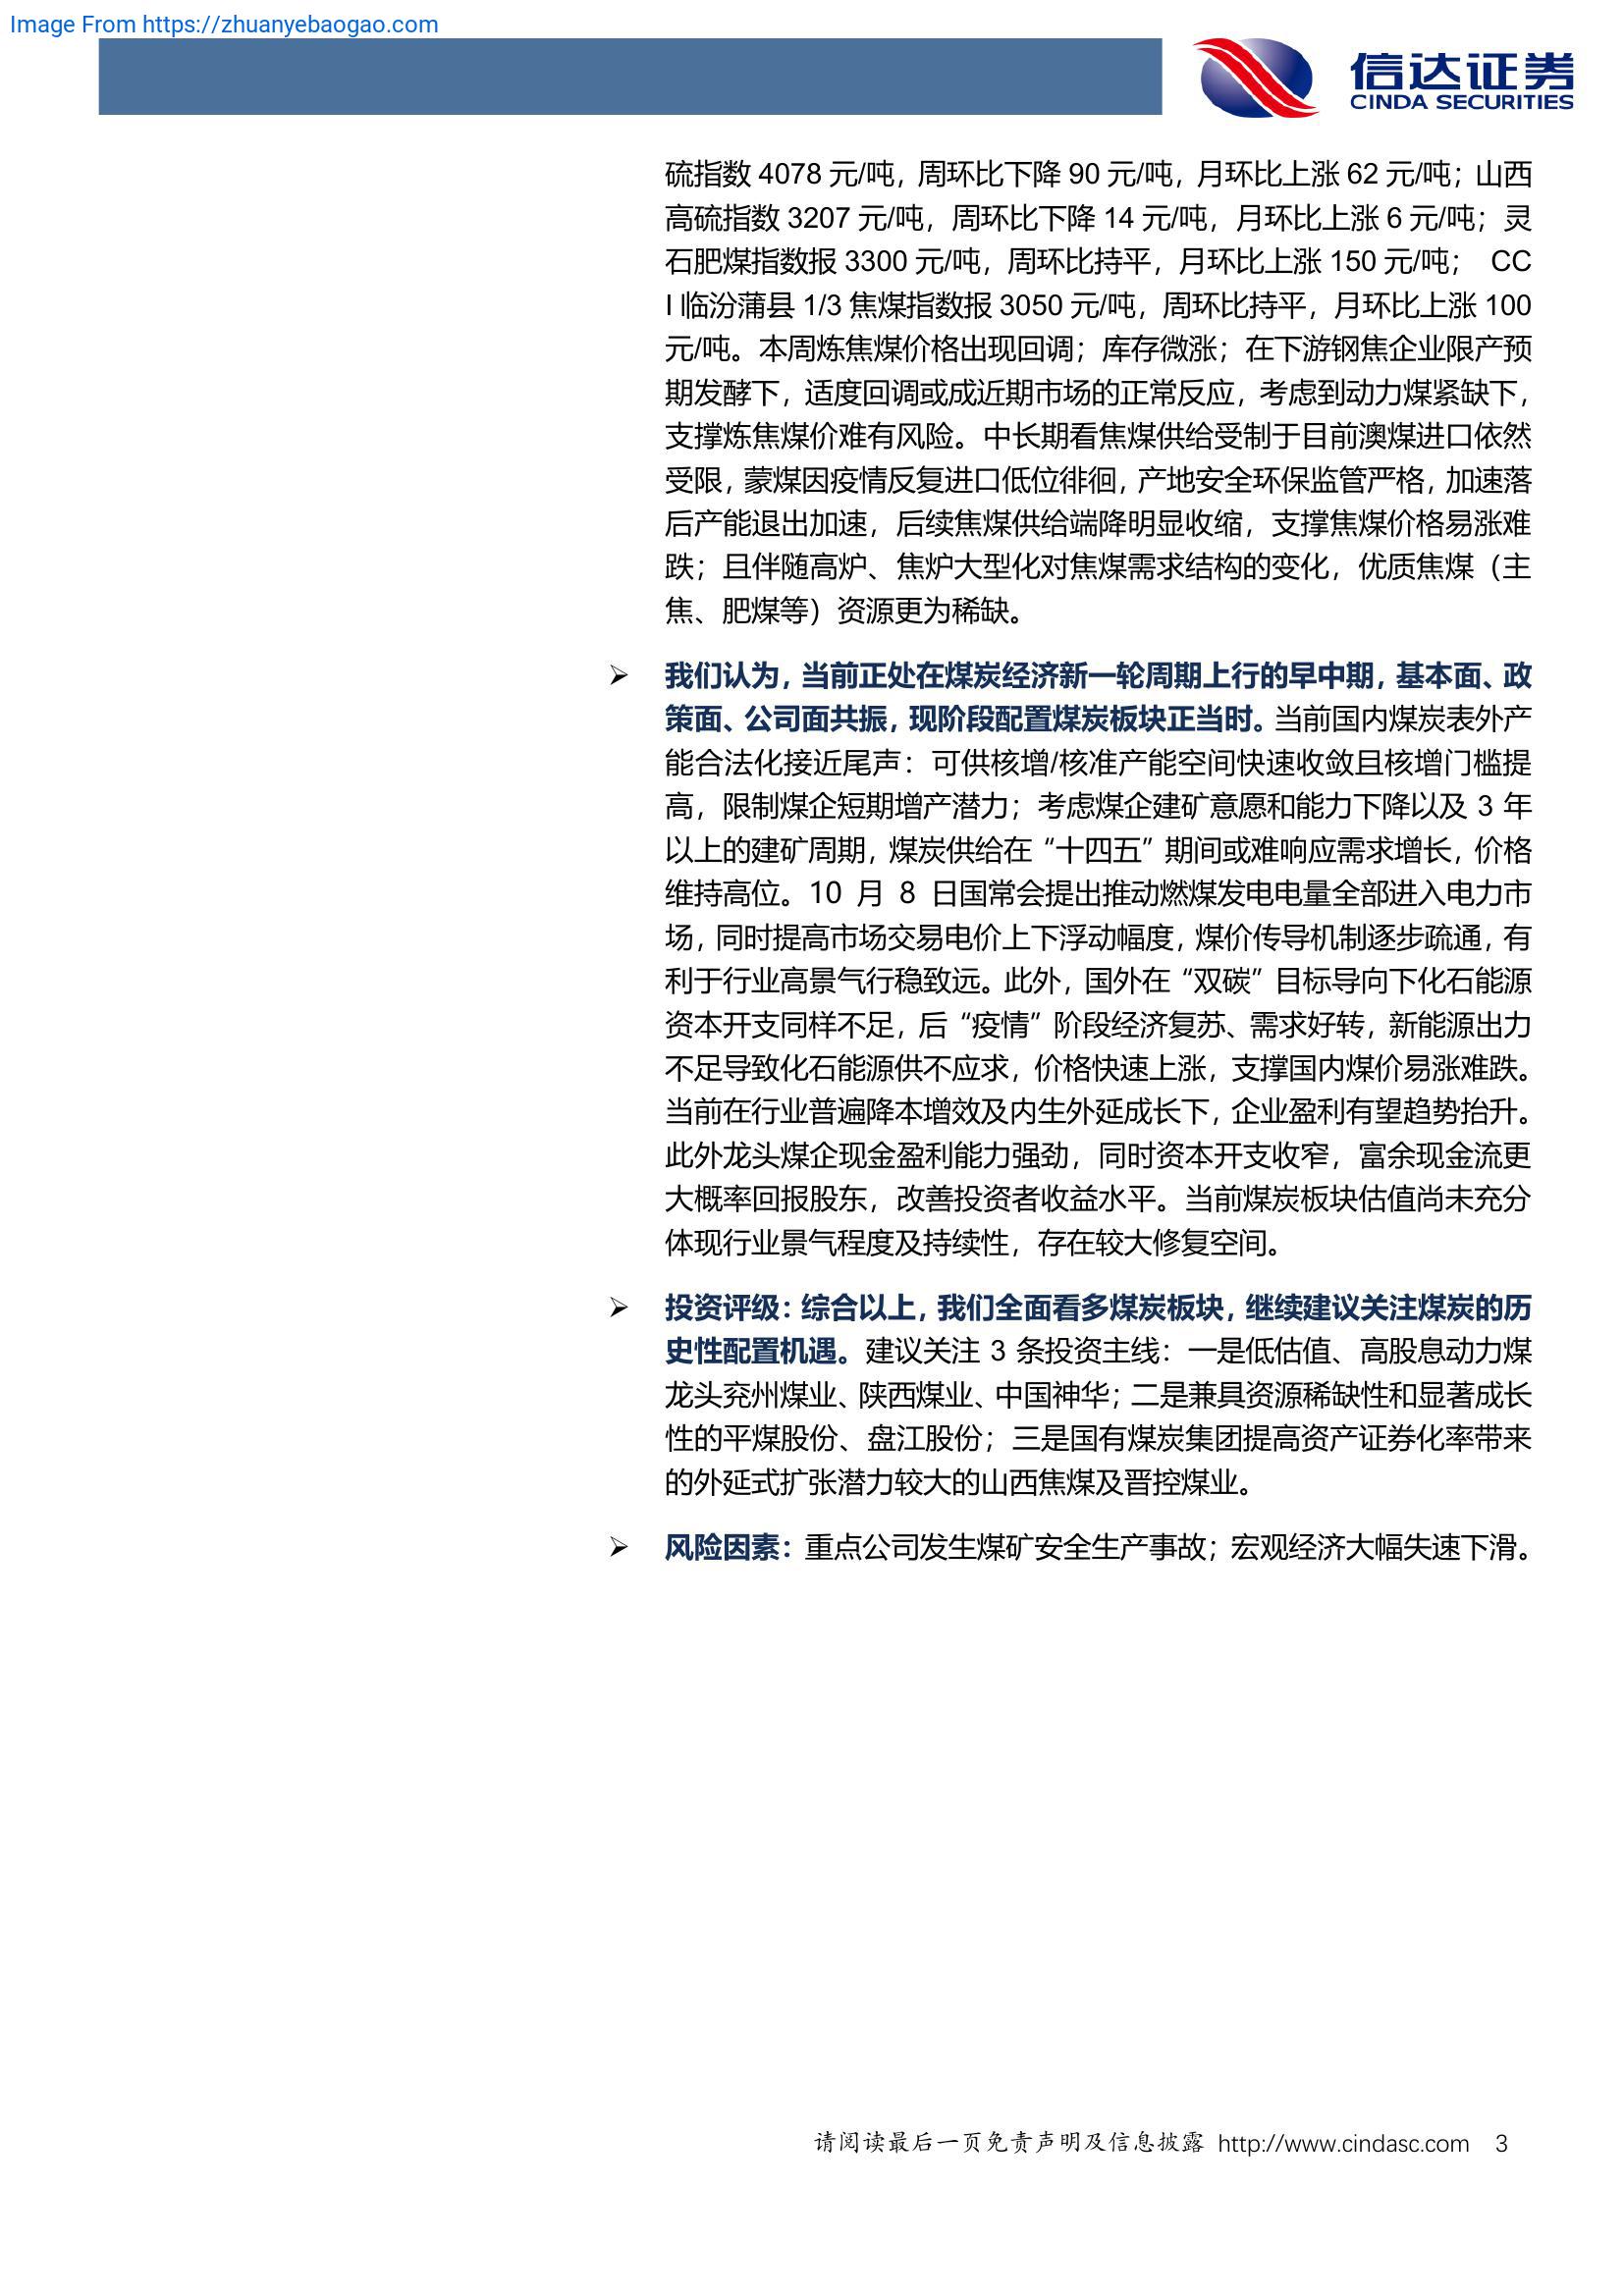 Image From https://zhuanyebaogao.com
信达证券
CINDA SECURITIES
硫指数 4078 元/吨，周环比下降 90 元/吨，月环比上涨 62 元/吨；山西
高硫指数 3207 元/吨，周环比下降 14 元/吨，月环比上涨 6 元/吨；灵
石肥煤指数报 3300 元/吨，周环比持平，月环比上涨 150 元/吨； CC
I 临汾蒲县 1/3 焦煤指数报 3050 元/吨，周环比持平，月环比上涨 100
元/吨。本周炼焦煤价格出现回调；库存微涨；在下游钢焦企业限产预
期发酵下，适度回调或成近期市场的正常反应，考虑到动力煤紧缺下，
支撑炼焦煤价难有风险。中长期看焦煤供给受制于目前澳煤进口依然
受限，蒙煤因疫情反复进口低位徘徊，产地安全环保监管严格，加速落
后产能退出加速，后续焦煤供给端降明显收缩，支撑焦煤价格易涨难
跌；且伴随高炉、焦炉大型化对焦煤需求结构的变化，优质焦煤（主
焦、肥煤等）资源更为稀缺。
➢ 我们认为，当前正处在煤炭经济新一轮周期上行的早中期，基本面、政
策面、公司面共振，现阶段配置煤炭板块正当时。当前国内煤炭表外产
能合法化接近尾声：可供核增/核准产能空间快速收敛且核增门槛提
高，限制煤企短期增产潜力；考虑煤企建矿意愿和能力下降以及 3 年
以上的建矿周期，煤炭供给在“十四五”期间或难响应需求增长，价格
维持高位。10 月 8 日国常会提出推动燃煤发电电量全部进入电力市
场，同时提高市场交易电价上下浮动幅度，煤价传导机制逐步疏通，有
利于行业高景气行稳致远。此外，国外在“双碳”目标导向下化石能源
资本开支同样不足，后“疫情”阶段经济复苏、需求好转，新能源出力
不足导致化石能源供不应求，价格快速上涨，支撑国内煤价易涨难跌。
当前在行业普遍降本增效及内生外延成长下，企业盈利有望趋势抬升。
此外龙头煤企现金盈利能力强劲，同时资本开支收窄，富余现金流更
大概率回报股东，改善投资者收益水平。当前煤炭板块估值尚未充分
体现行业景气程度及持续性，存在较大修复空间。
➢ 投资评级：综合以上，我们全面看多煤炭板块，继续建议关注煤炭的历
史性配置机遇。建议关注 3 条投资主线：一是低估值、高股息动力煤
龙头兖州煤业、陕西煤业、中国神华；二是兼具资源稀缺性和显著成长
性的平煤股份、盘江股份；三是国有煤炭集团提高资产证券化率带来
的外延式扩张潜力较大的山西焦煤及晋控煤业。
➢ 风险因素：重点公司发生煤矿安全生产事故；宏观经济大幅失速下滑。
请阅读最后一页免责声明及信息披露 http://www.cindasc.com 3